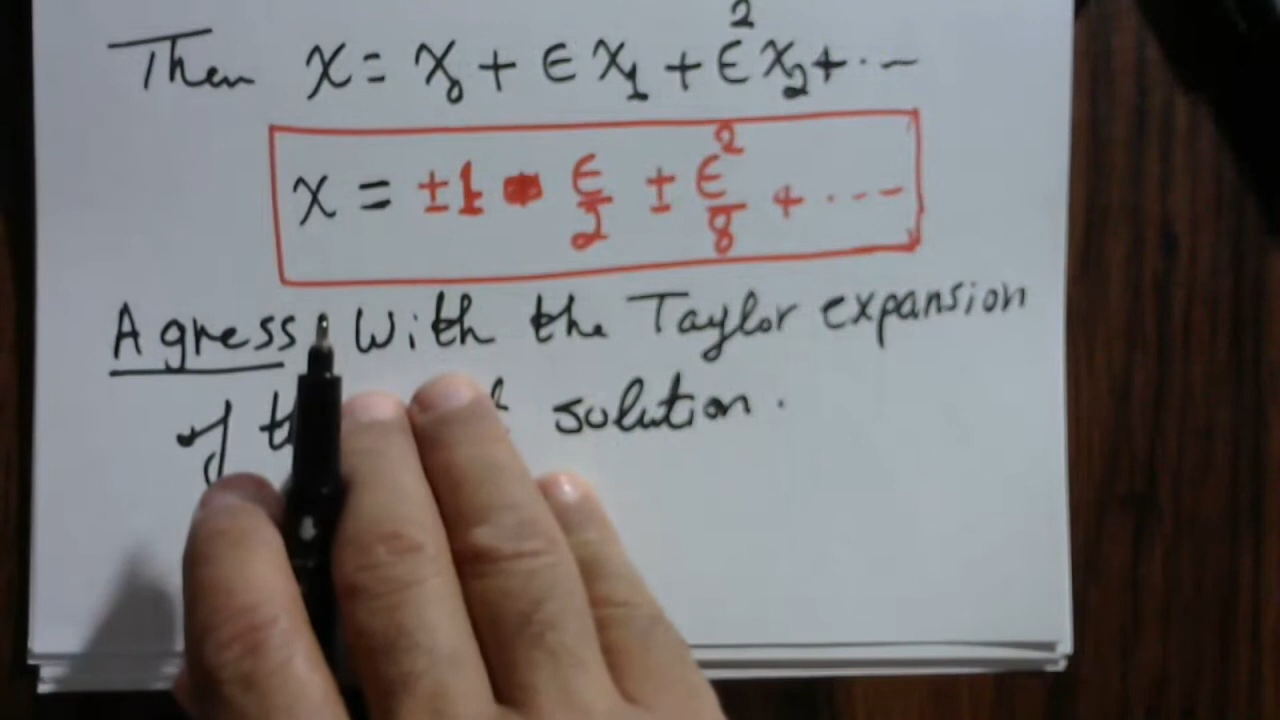 Then x = x₀ + ϵ x₁ + ϵ² x₂ + ...
x = ±1 - ϵ/2 ± ϵ²/8 + ...
Agress with the Taylor expansion
of solution.